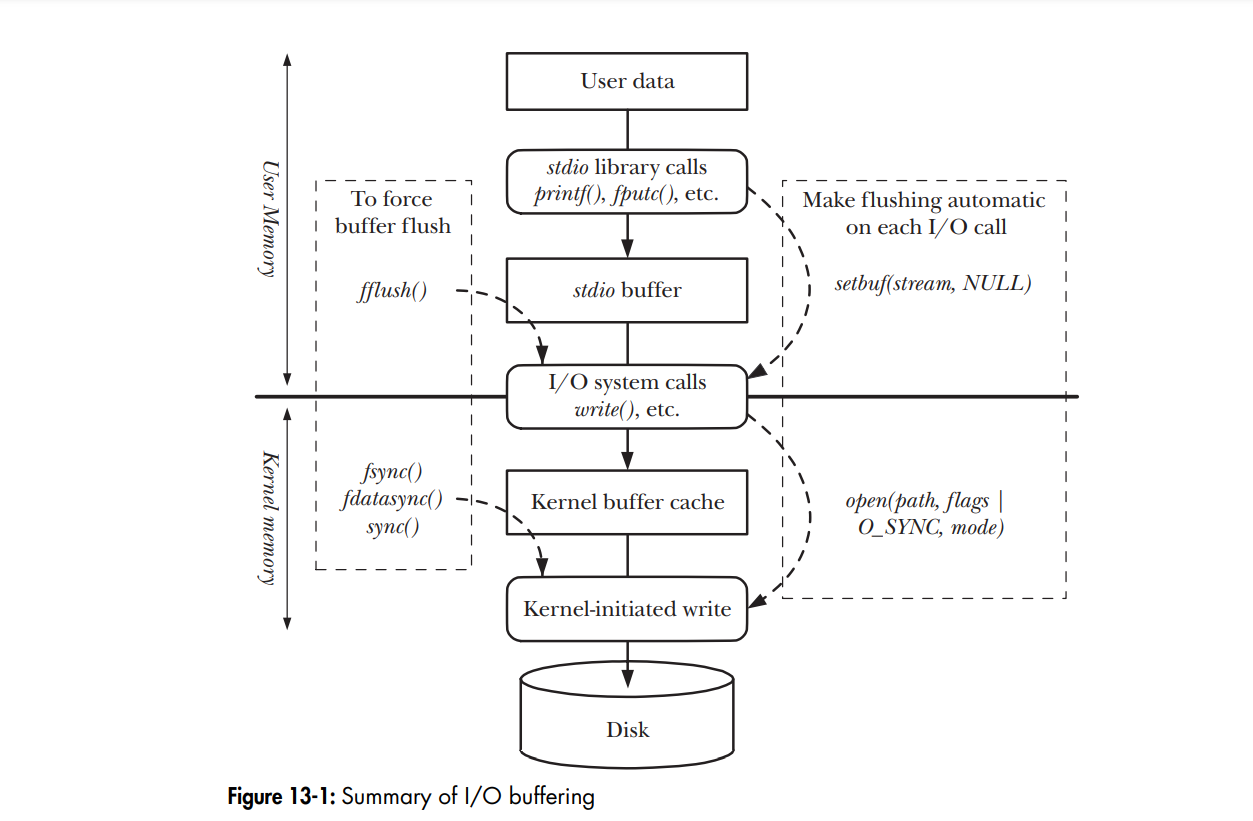 User data
stdio library calls
printf(), fputc(), etc.
User Memory
To force
buffer flush
fflush()
Make flushing automatic
on each I/O call
setbuf(stream, NULL)
stdio buffer
I/O system calls
write(), etc.
Kernel memory
fsync()
fdatasync()
sync()
Kernel buffer cache
open(path, flags |
O_SYNC, mode)
Kernel-initiated write
Disk
Figure 13-1: Summary of I/O buffering